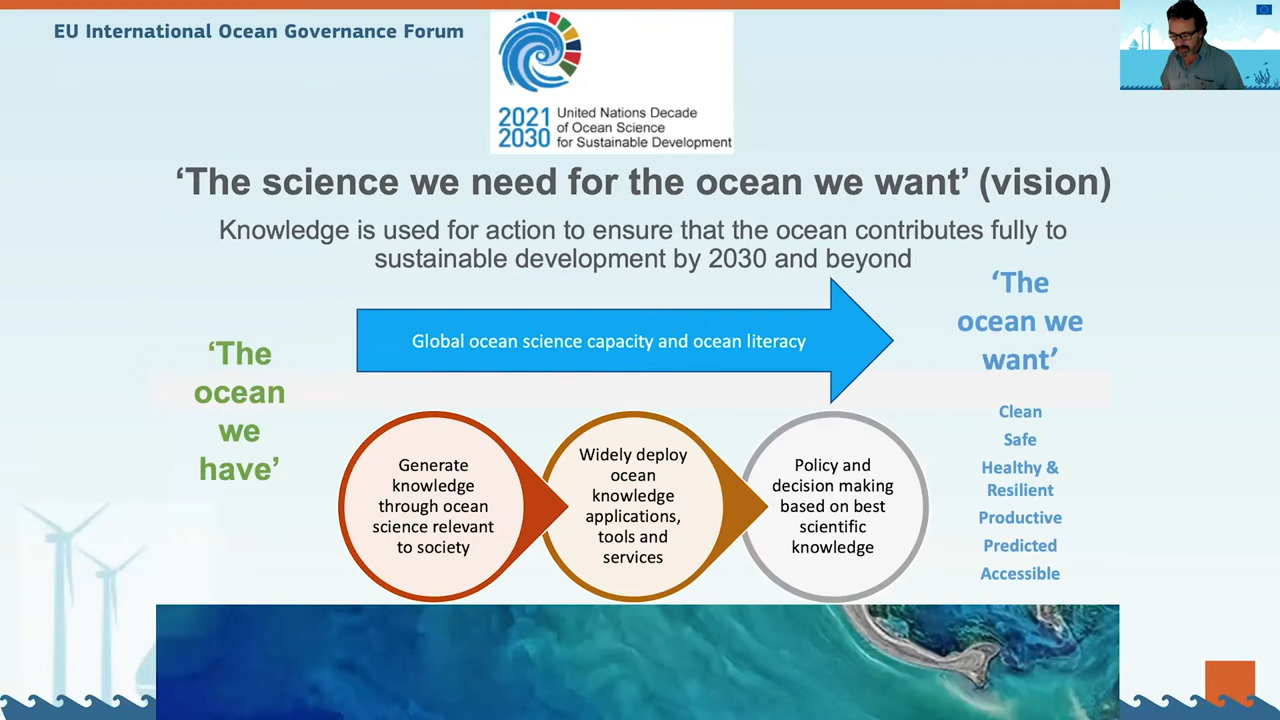 EU International Ocean Governance Forum
2021
2030
United Nations Decade
of Ocean Science
for Sustainable Development
‘The science we need for the ocean we want’ (vision)
Knowledge is used for action to ensure that the ocean contributes fully to
sustainable development by 2030 and beyond
‘The
ocean
we
have’
Global ocean science capacity and ocean literacy
Generate
knowledge
through ocean
science relevant
to society
Widely deploy
ocean
knowledge
applications,
tools and
services
Policy and
decision making
based on best
scientific
knowledge
‘The
ocean we
want’
Clean
Safe
Healthy &
Resilient
Productive
Predicted
Accessible